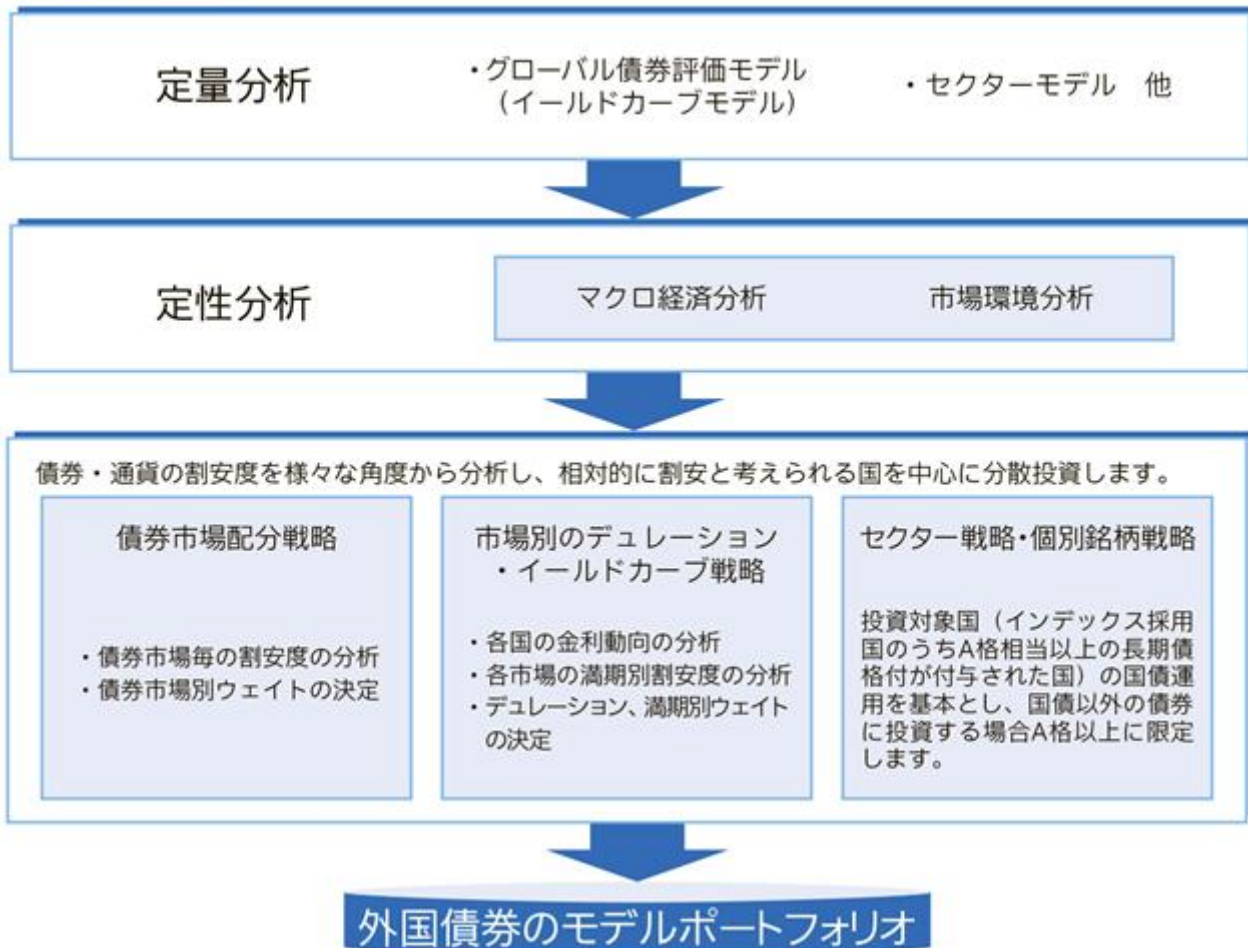 定量分析
・グローバル債券評価モデル
（イールドカーブモデル）
・セクターモデル　他
定性分析
マクロ経済分析
市場環境分析
債券・通貨の割安度を様々な角度から分析し、相対的に割安と考えられる国を中心に分散投資します。
債券市場配分戦略
・債券市場毎の割安度の分析
・債券市場別ウェイトの決定
市場別のデュレーション
・イールドカーブ戦略
・各国の金利動向の分析
・各市場の満期別割安度の分析
・デュレーション、満期別ウェイト
の決定
セクター戦略・個別銘柄戦略
投資対象国（インデックス採用
国のうちA格相当以上の長期債
格付が付与された国）の国債運
用を基本とし、国債以外の債券
に投資する場合A格以上に限定
します。
外国債券のモデルポートフォリオ